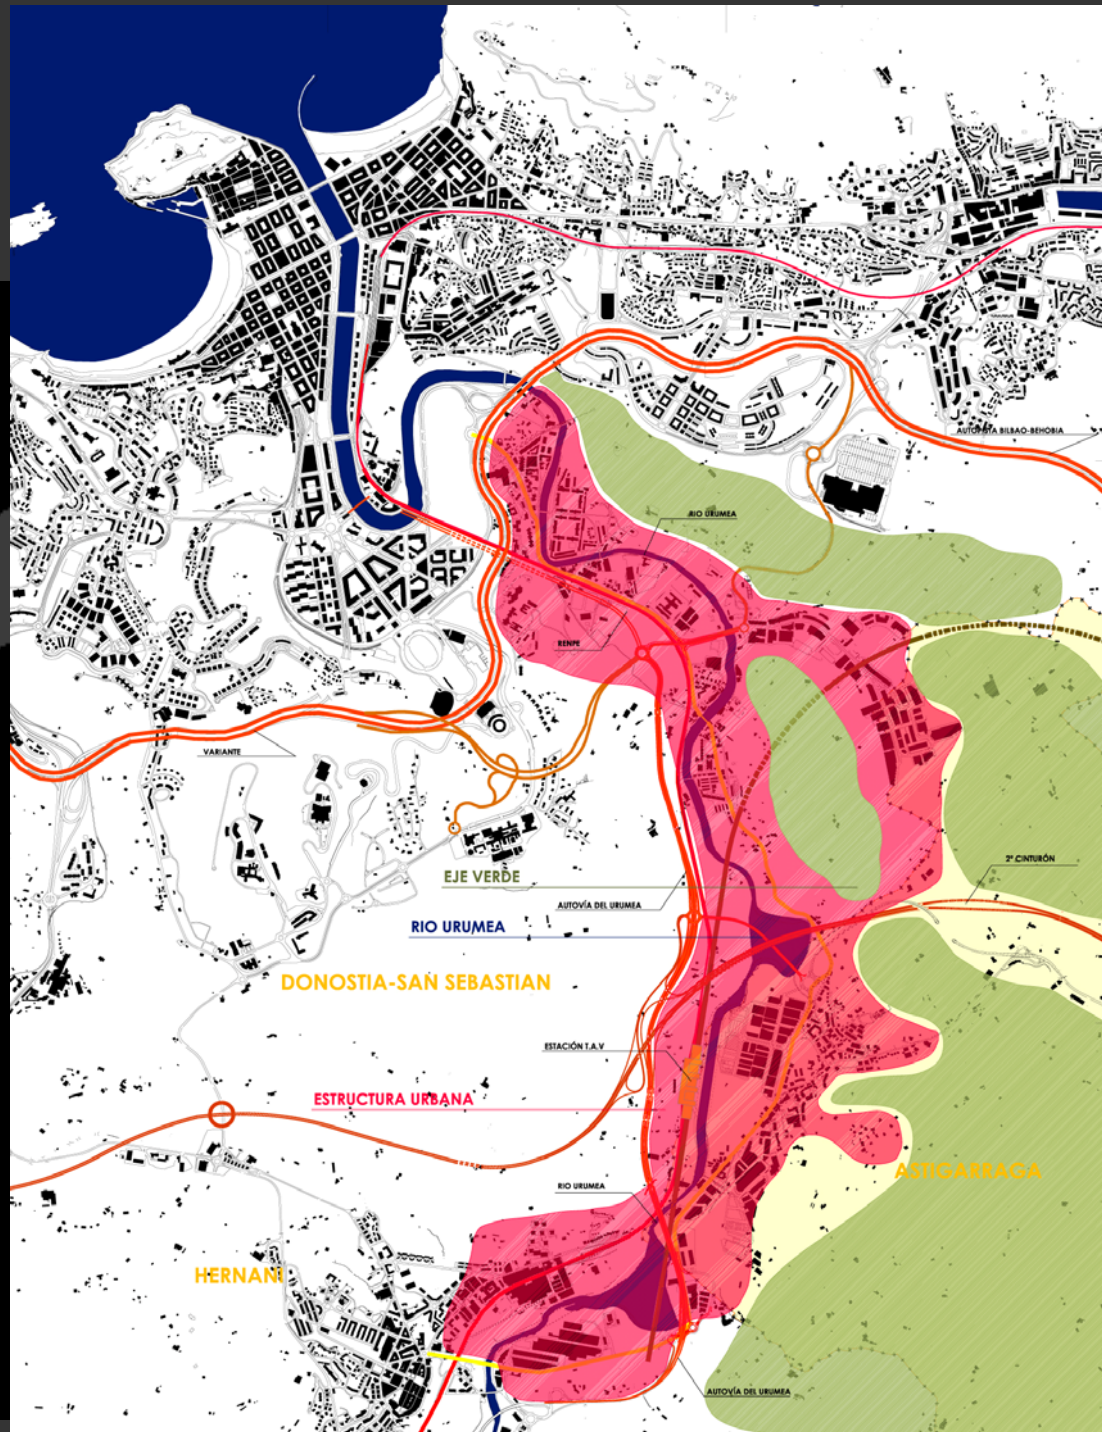 AUTOPISTA BILBAO-BEHOBIA
RIO URUMEA
RENFE
VARIANTE
2º CINTURÓN
EJE VERDE
AUTOVÍA DEL URUMEA
RIO URUMEA
DONOSTIA-SAN SEBASTIAN
ESTACIÓN T.A.V
ESTRUCTURA URBANA
ASTIGARRAGA
RIO URUMEA
HERNANI
AUTOVÍA DEL URUMEA